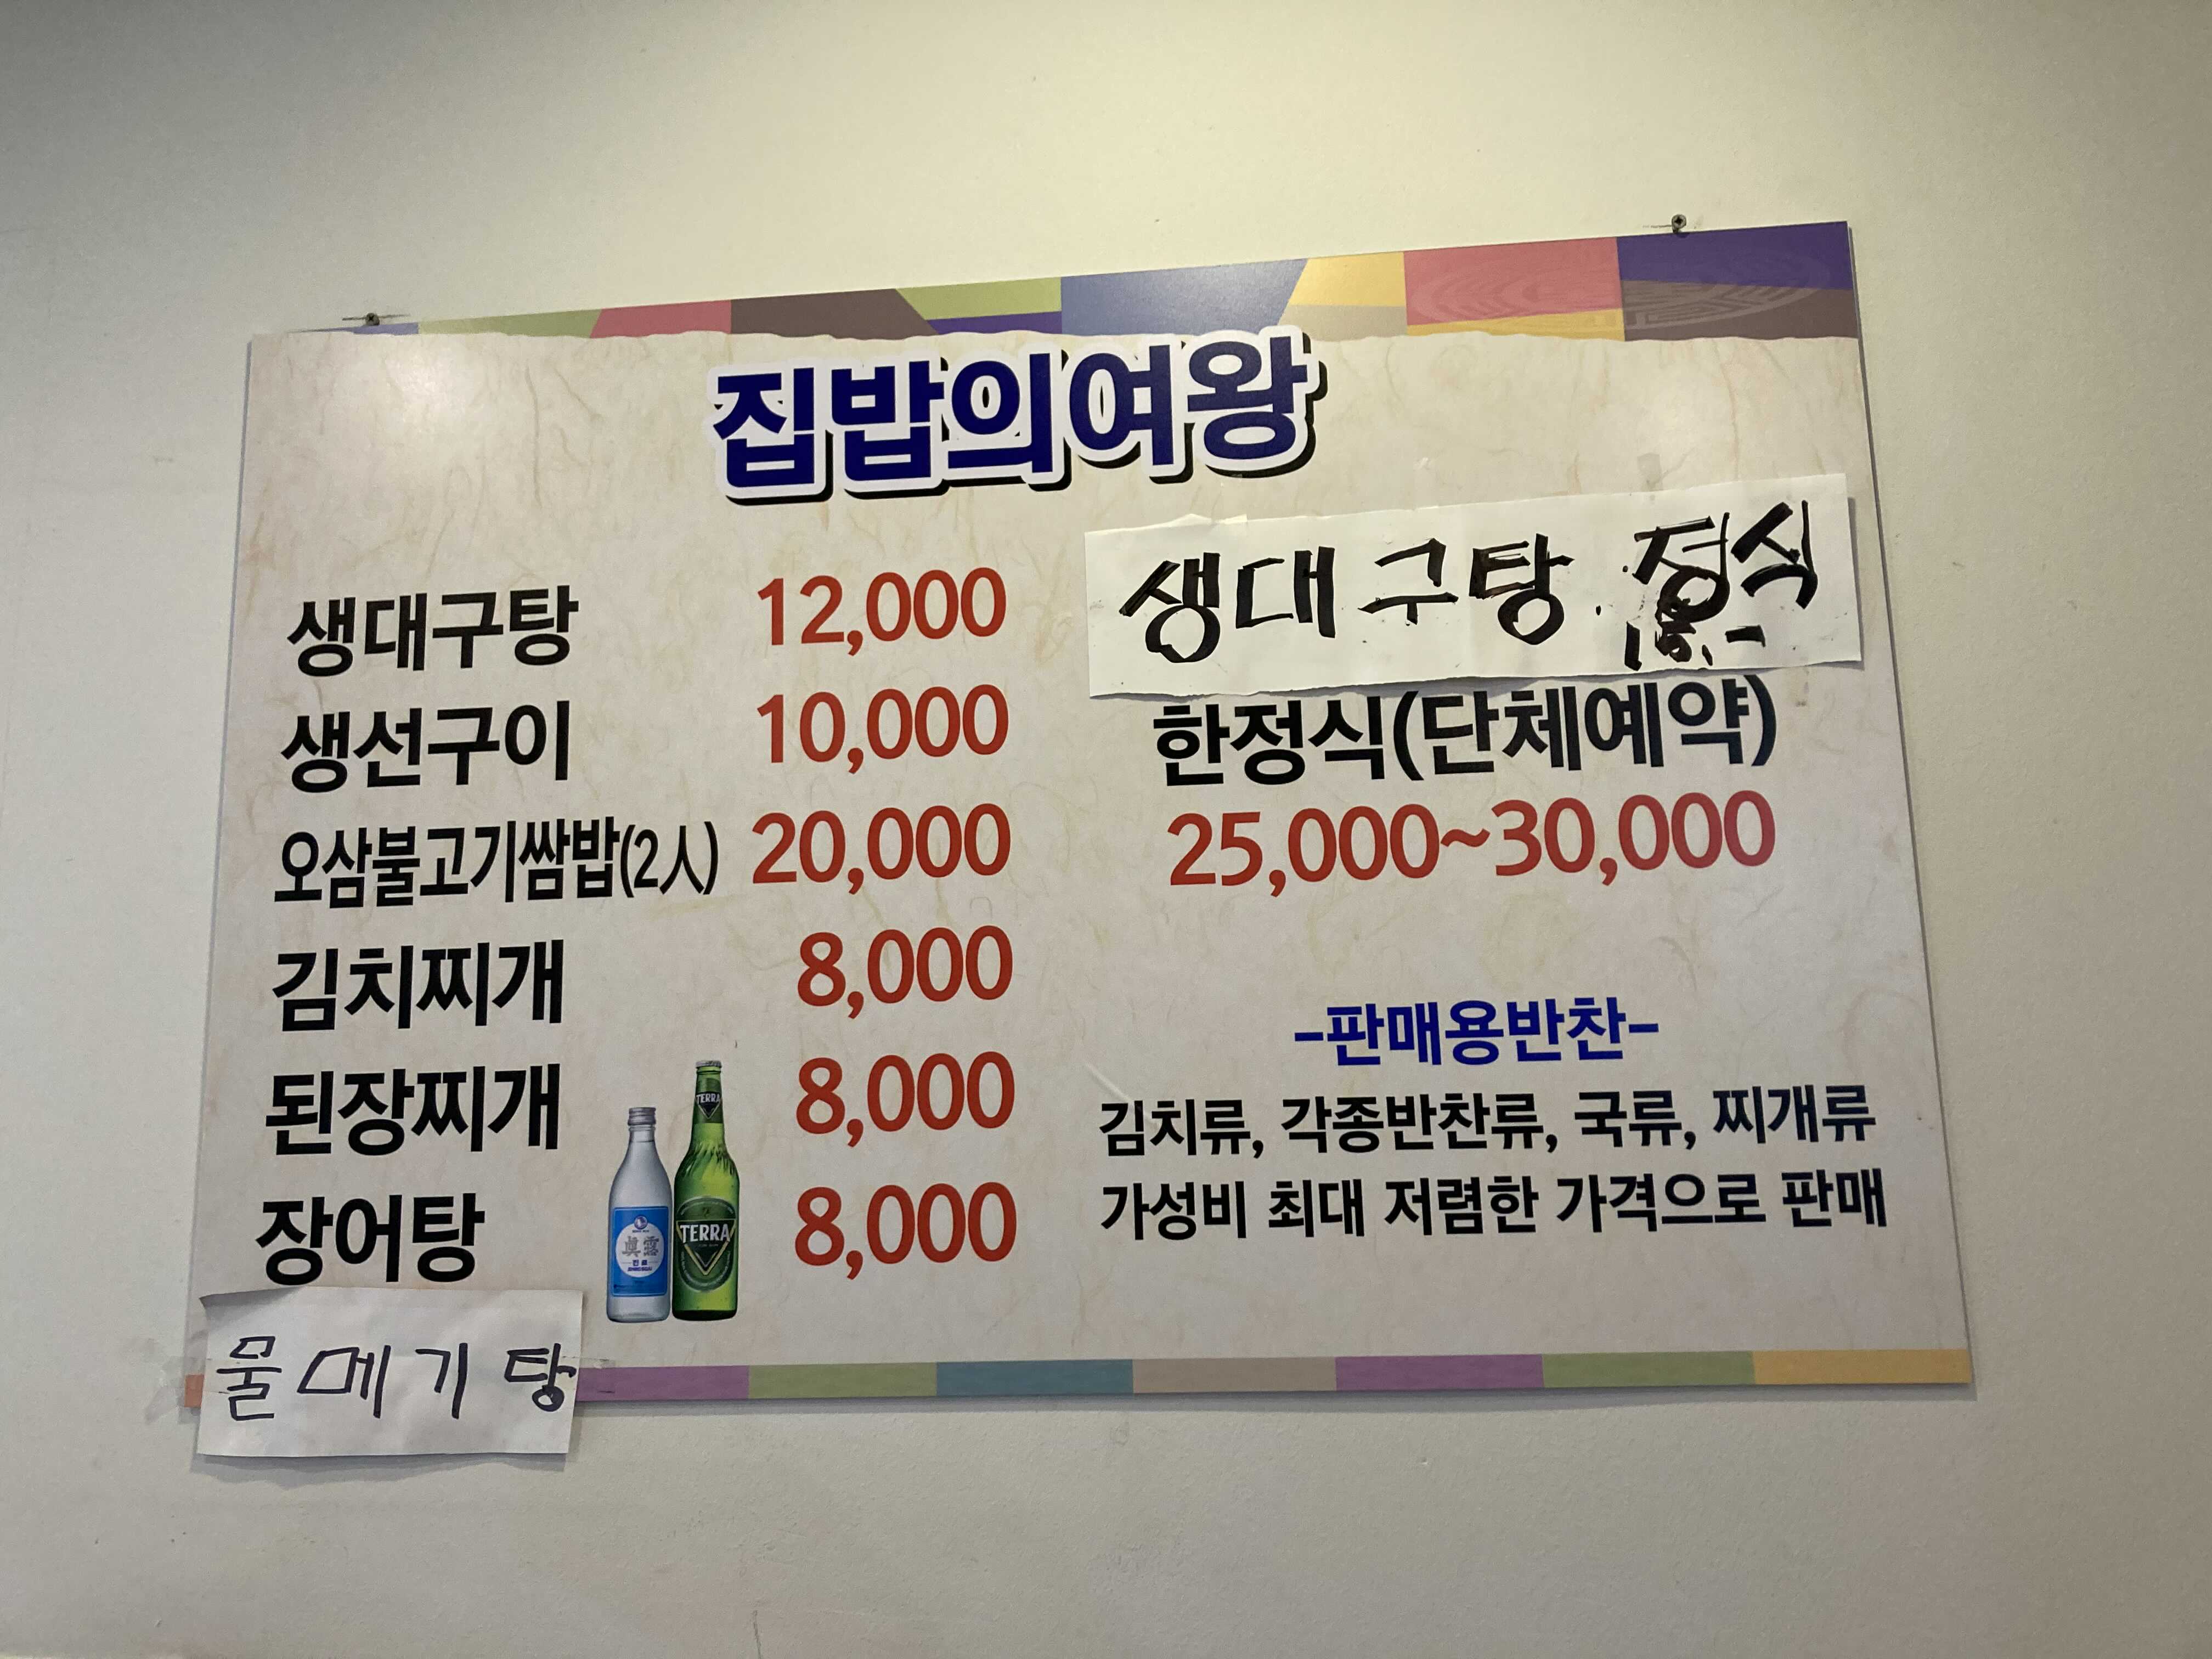 집밥의여왕
생대구탕 12,000
생선구이 10,000
오삼불고기쌈밥(2人) 20,000
김치찌개 8,000
된장찌개 8,000
장어탕 8,000
물메기탕
생대구탕 정식
한정식(단체예약)
25,000~30,000
-판매용반찬-
김치류, 각종반찬류, 국류, 찌개류
가성비 최대 저렴한 가격으로 판매
TERRA
TERRA
眞露